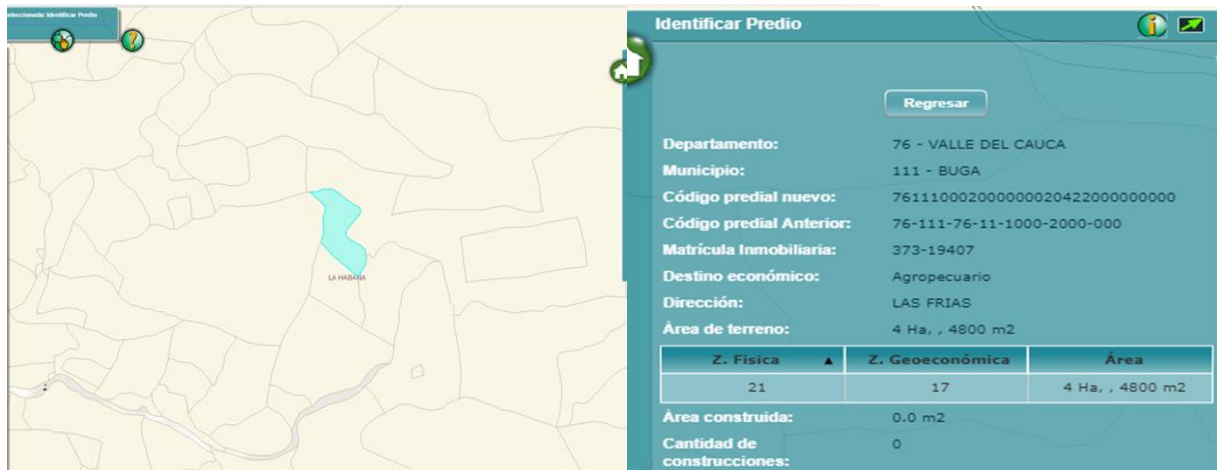 eleccionada: Identificar Predio
LA HABANA
Identificar Predio
Regresar
Departamento: 76 - VALLE DEL CAUCA
Municipio: 111 - BUGA
Código predial nuevo: 761110002000000020422000000000
Código predial Anterior: 76-111-76-11-1000-2000-000
Matrícula Inmobiliaria: 373-19407
Destino económico: Agropecuario
Dirección: LAS FRIAS
Área de terreno: 4 Ha, , 4800 m2
Z. Fisica ▲ Z. Geoeconómica Área
21 17 4 Ha, , 4800 m2
Área construida: 0.0 m2
Cantidad de construcciones: 0